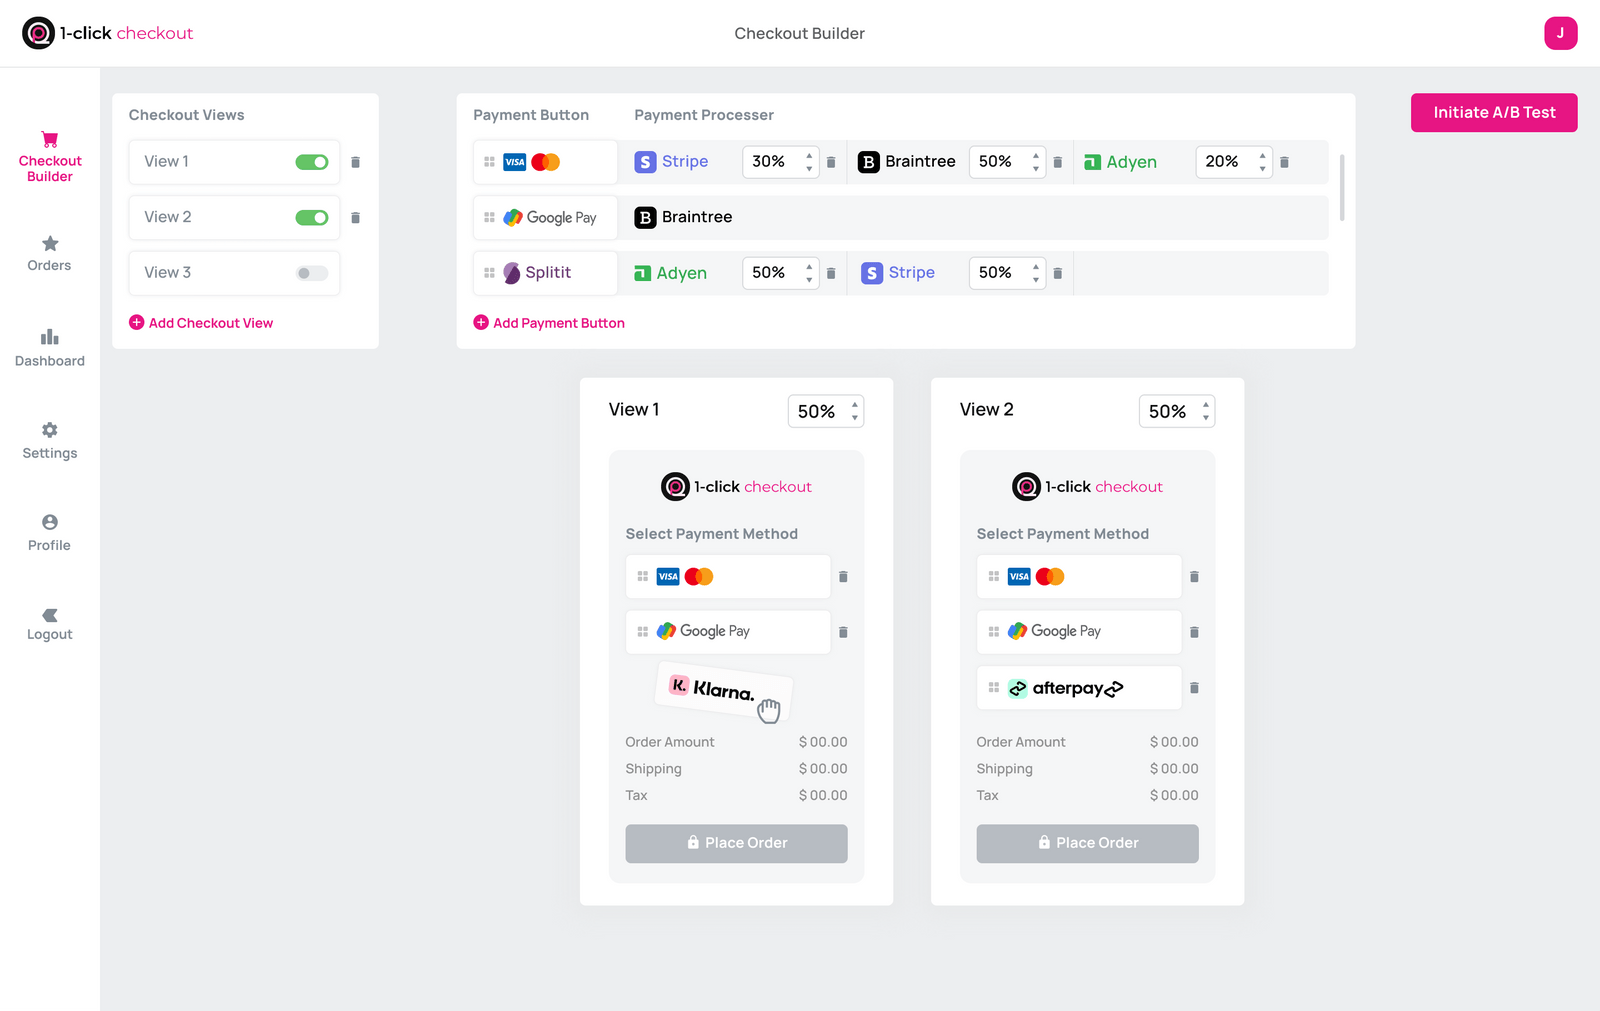 1-click checkout
Checkout Builder
J
Checkout
Builder
Orders
Dashboard
Settings
Profile
Logout
Checkout Views
View 1
View 2
View 3
Add Checkout View
Payment Button Payment Processer
VISA S Stripe 30% B Braintree 50% Adyen 20%
Google Pay B Braintree
Splitit Adyen 50% S Stripe 50%
Add Payment Button
Initiate A/B Test
View 1 50%
1-click checkout
Select Payment Method
VISA
Google Pay
K. Klarna.
Order Amount $ 00.00
Shipping $ 00.00
Tax $ 00.00
Place Order
View 2 50%
1-click checkout
Select Payment Method
VISA
Google Pay
afterpay
Order Amount $ 00.00
Shipping $ 00.00
Tax $ 00.00
Place Order